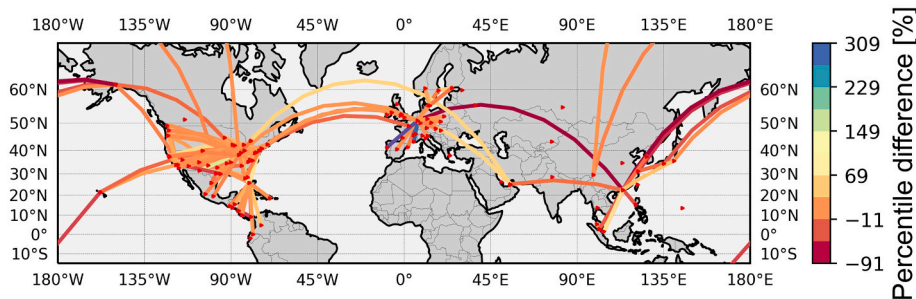 180°W 135°W 90°W 45°W 0° 45°E 90°E 135°E 180°E
60°N 60°N 309
50°N 50°N 229
40°N 40°N 149
30°N 30°N 69
20°N 20°N
10°N 10°N -11
0° 0°
10°S 10°S -91
180°W 135°W 90°W 45°W 0° 45°E 90°E 135°E 180°E
Percentile difference [%]